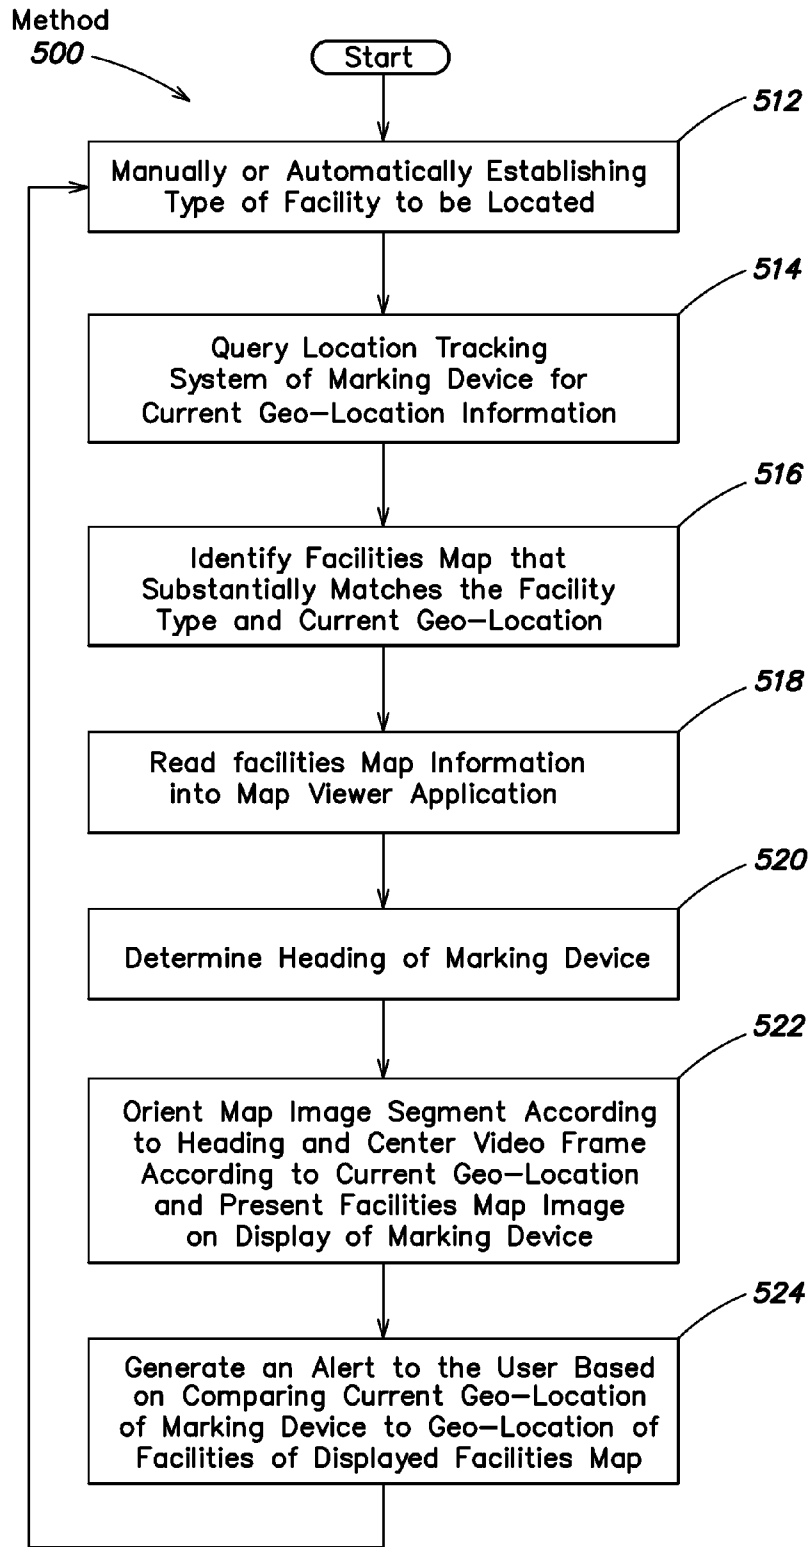 Method
500
Start
512
Manually or Automatically Establishing
Type of Facility to be Located
514
Query Location Tracking
System of Marking Device for
Current Geo-Location Information
516
Identify Facilities Map that
Substantially Matches the Facility
Type and Current Geo-Location
518
Read facilities Map Information
into Map Viewer Application
520
Determine Heading of Marking Device
522
Orient Map Image Segment According
to Heading and Center Video Frame
According to Current Geo-Location
and Present Facilities Map Image
on Display of Marking Device
524
Generate an Alert to the User Based
on Comparing Current Geo-Location
of Marking Device to Geo-Location of
Facilities of Displayed Facilities Map